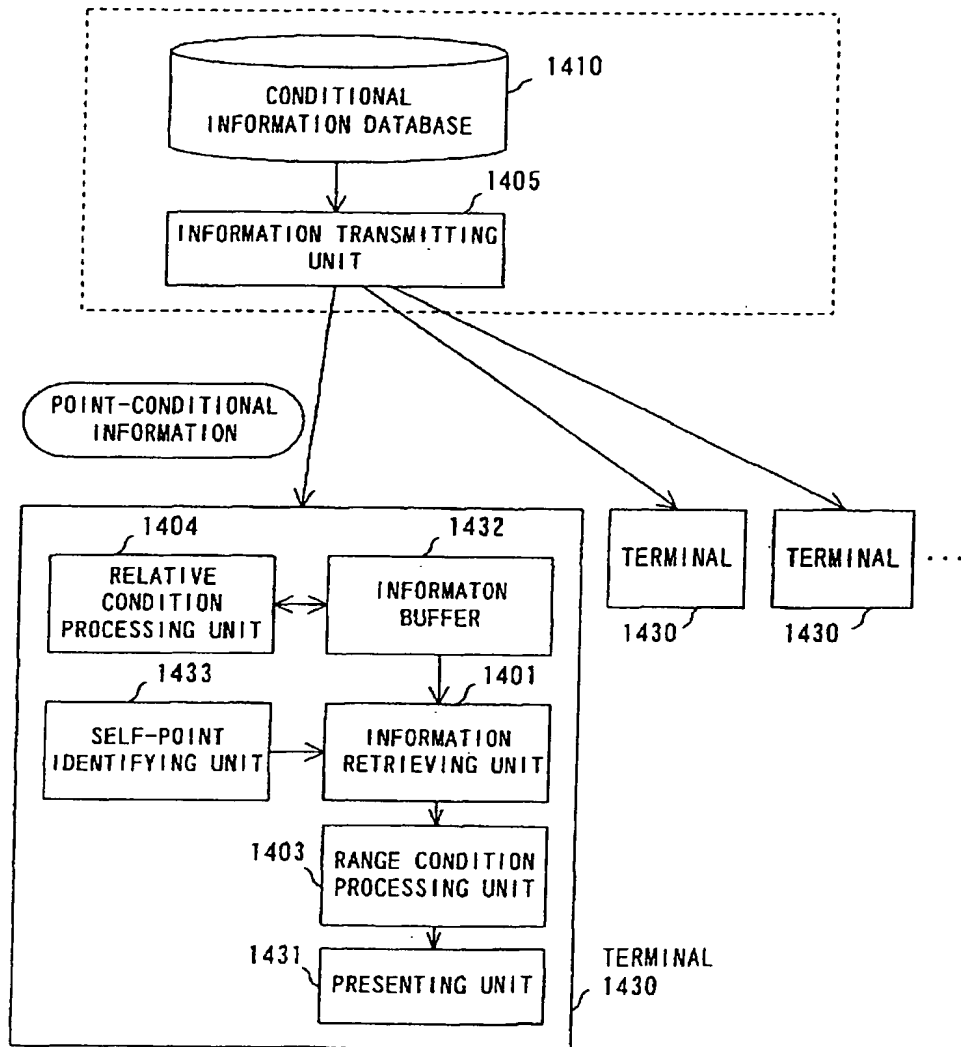 1410
CONDITIONAL
INFORMATION DATABASE
1405
INFORMATION TRANSMITTING
UNIT
POINT-CONDITIONAL
INFORMATION
1404
RELATIVE
CONDITION
PROCESSING UNIT
1432
INFORMATON
BUFFER
TERMINAL
1430
TERMINAL
1430
...
1433
SELF-POINT
IDENTIFYING UNIT
1401
INFORMATION
RETRIEVING UNIT
1403
RANGE CONDITION
PROCESSING UNIT
1431
PRESENTING UNIT
TERMINAL
1430